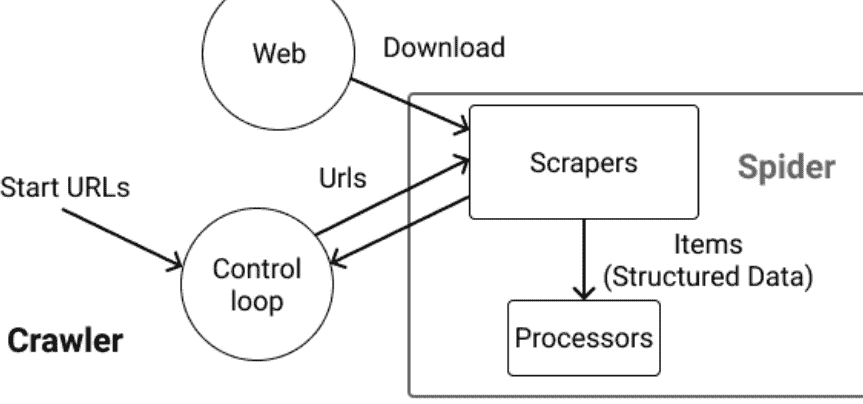 Web
Download
Scrapers
Spider
Urls
Start URLs
Items
(Structured Data)
Control
loop
Crawler
Processors